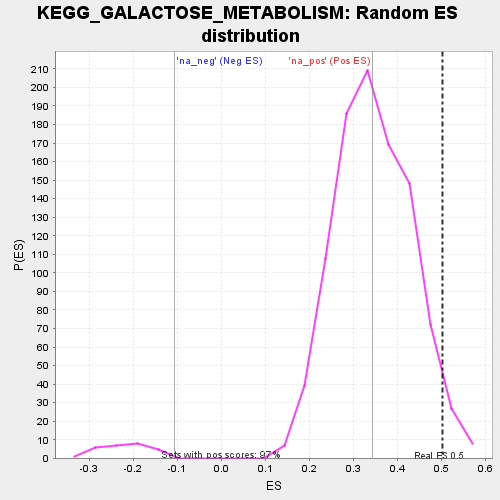 KEGG_GALACTOSE_METABOLISM: Random ES
distribution
'na_neg' (Neg ES)
'na_pos' (Pos ES)
210
200
190
180
170
160
150
140
130
120
110
100
90
80
70
60
50
40
30
20
10
0
P(ES)
Sets with pos scores: 97%
Real ES 0.5
-0.3 -0.2 -0.1 0.0 0.1 0.2 0.3 0.4 0.5 0.6
ES